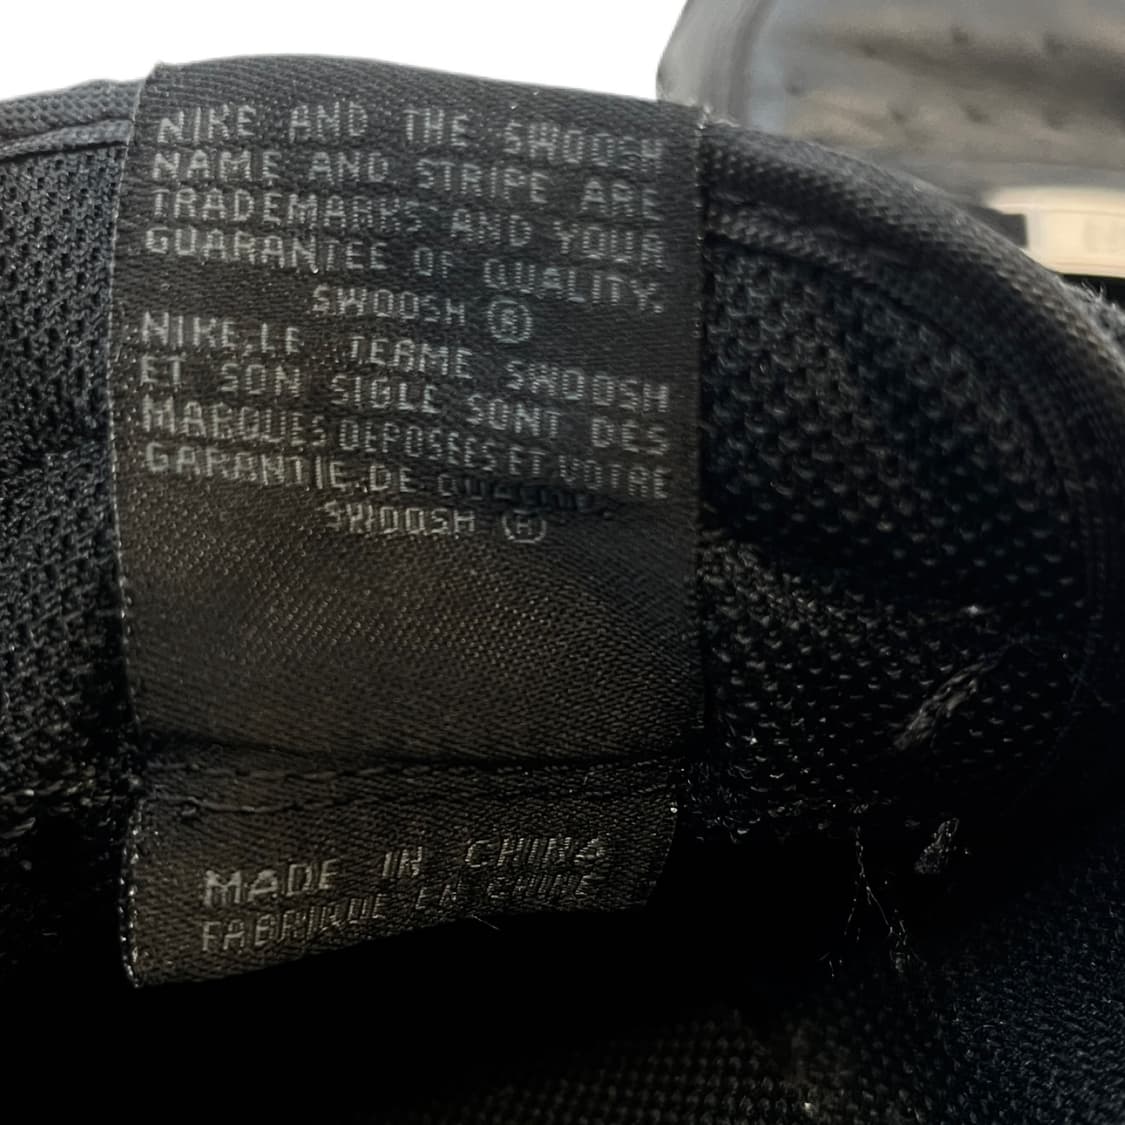 NIKE AND THE SWOOSH
NAME AND STRIPE ARE
TRADEMARKS AND YOUR
GUARANTEE OF QUALITY.
SWOOSH ®
NIKE, LE TERME SWOOSH
ET SON SIGLE SONT DES
MARQUES DEPOSEES ET VOTRE
GARANTIE DE
SWOOSH ®
MADE IN CHINA
FABRIQUE EN CHINE